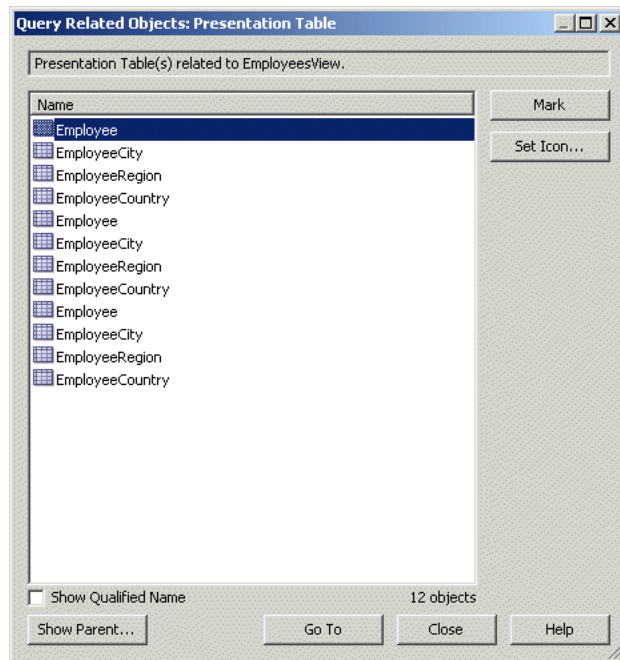 Query Related Objects: Presentation Table
Presentation Table(s) related to EmployeesView.
Name
Mark
Employee
Set Icon...
EmployeeCity
EmployeeRegion
EmployeeCountry
Employee
EmployeeCity
EmployeeRegion
EmployeeCountry
Employee
EmployeeCity
EmployeeRegion
EmployeeCountry
Show Qualified Name
12 objects
Show Parent...
Go To
Close
Help